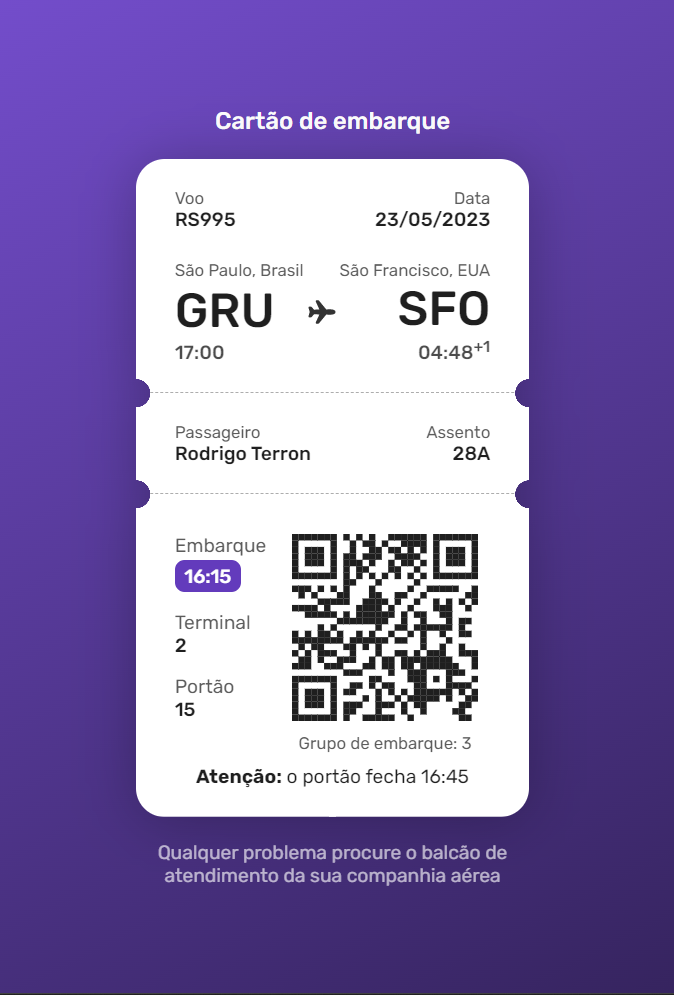 Cartão de embarque
Voo Data
RS995 23/05/2023
São Paulo, Brasil São Francisco, EUA
GRU SFO
17:00 04:48+1
Passageiro Assento
Rodrigo Terron 28A
Embarque
16:15
Terminal
2
Portão
15
Grupo de embarque: 3
Atenção: o portão fecha 16:45
Qualquer problema procure o balcão de
atendimento da sua companhia aérea